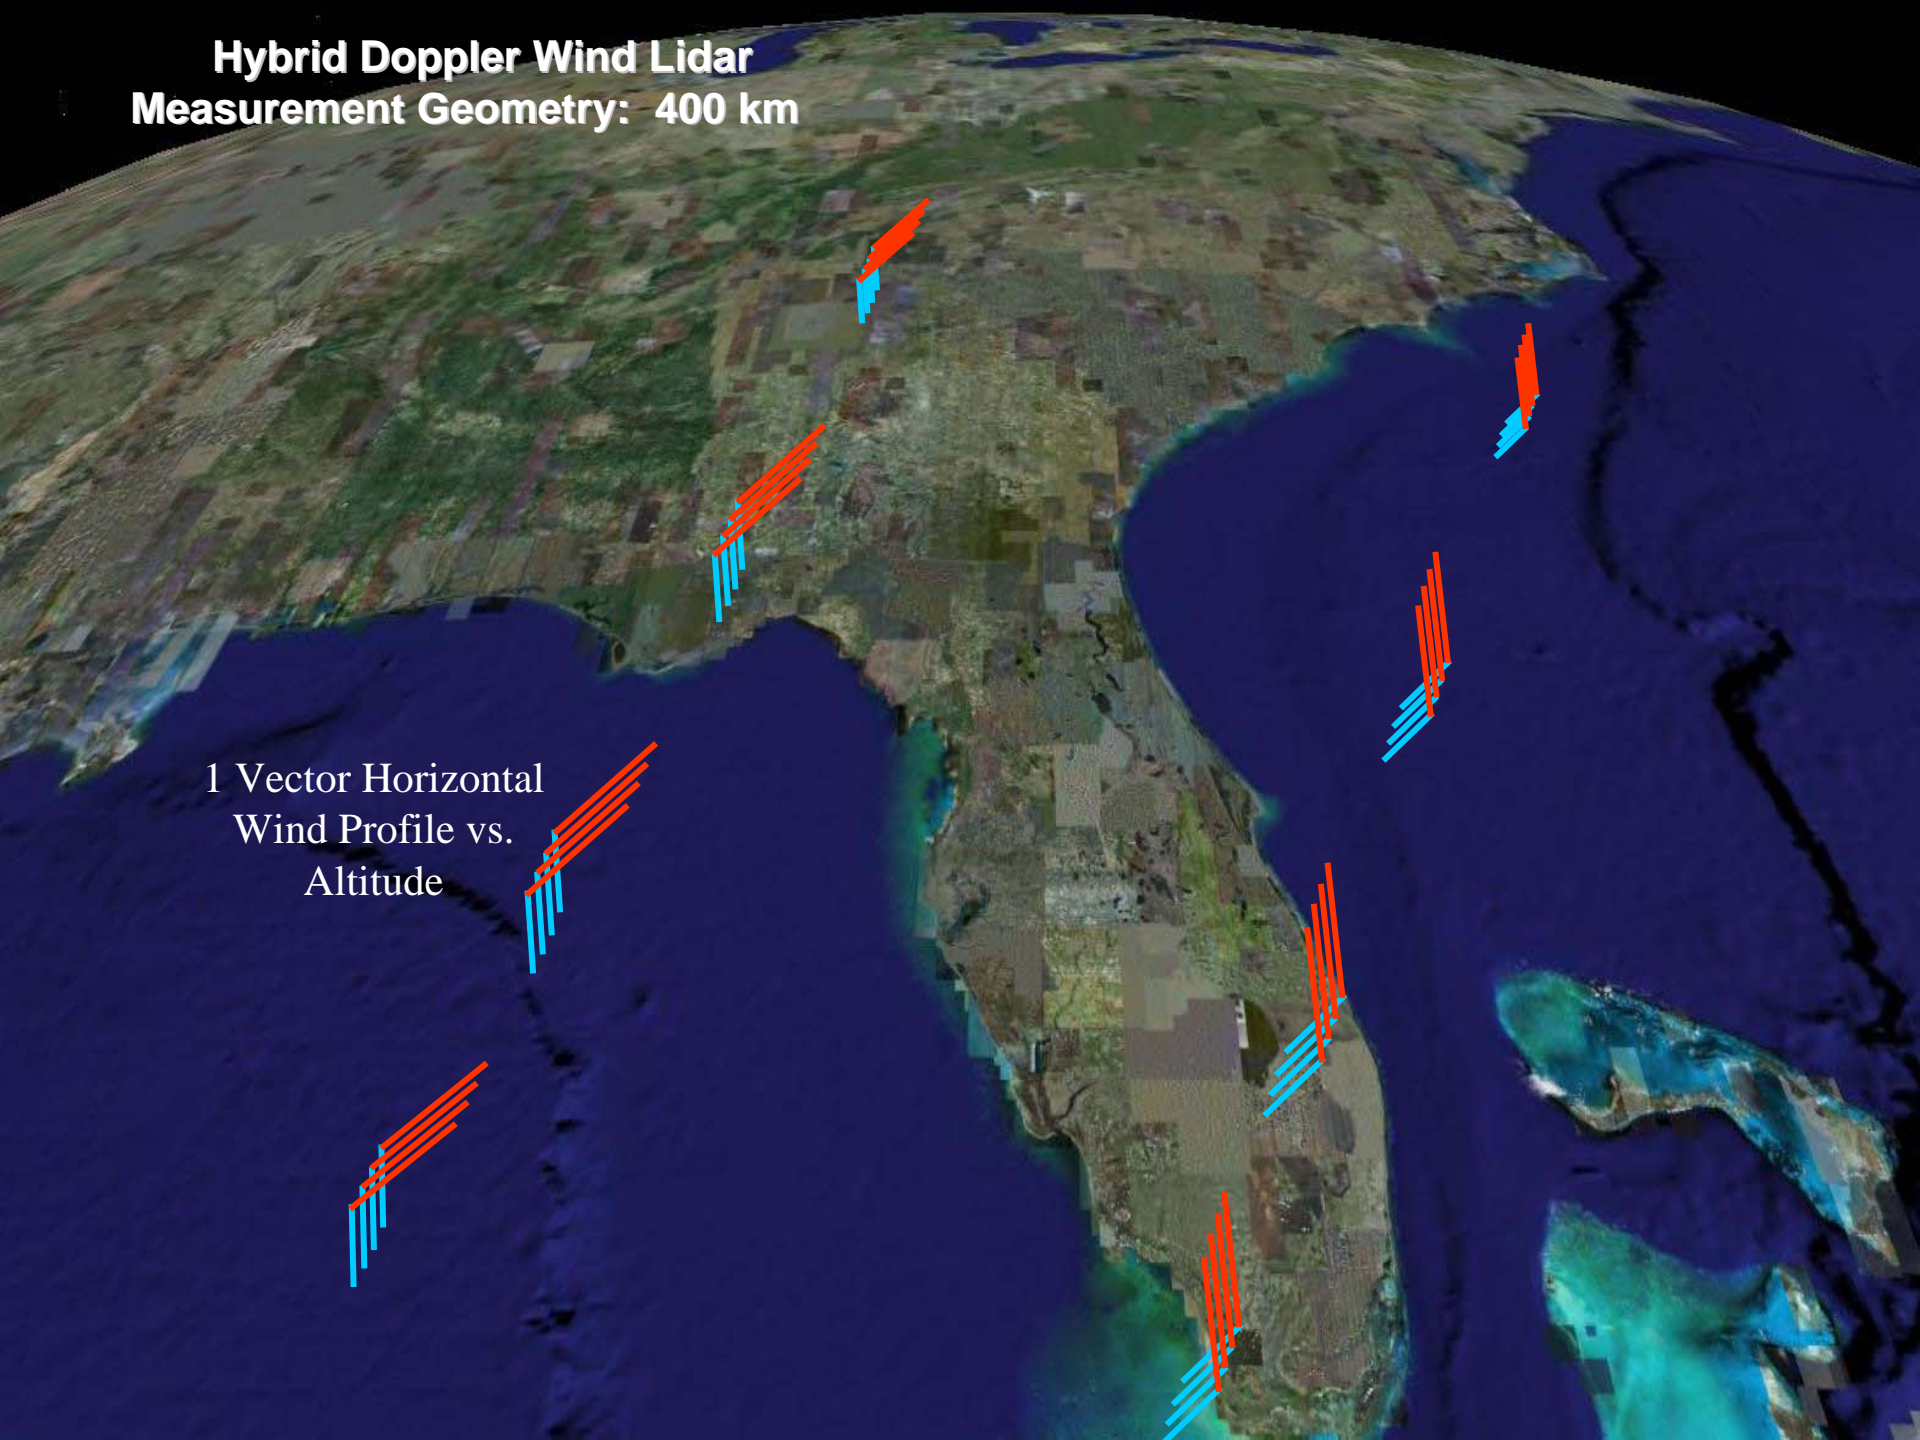 Hybrid Doppler Wind Lidar
Measurement Geometry: 400 km
1 Vector Horizontal
Wind Profile vs.
Altitude